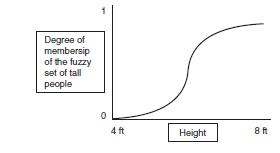 1
Degree of
membersip
of the fuzzy
set of tall
people
0
4 ft
Height
8 ft